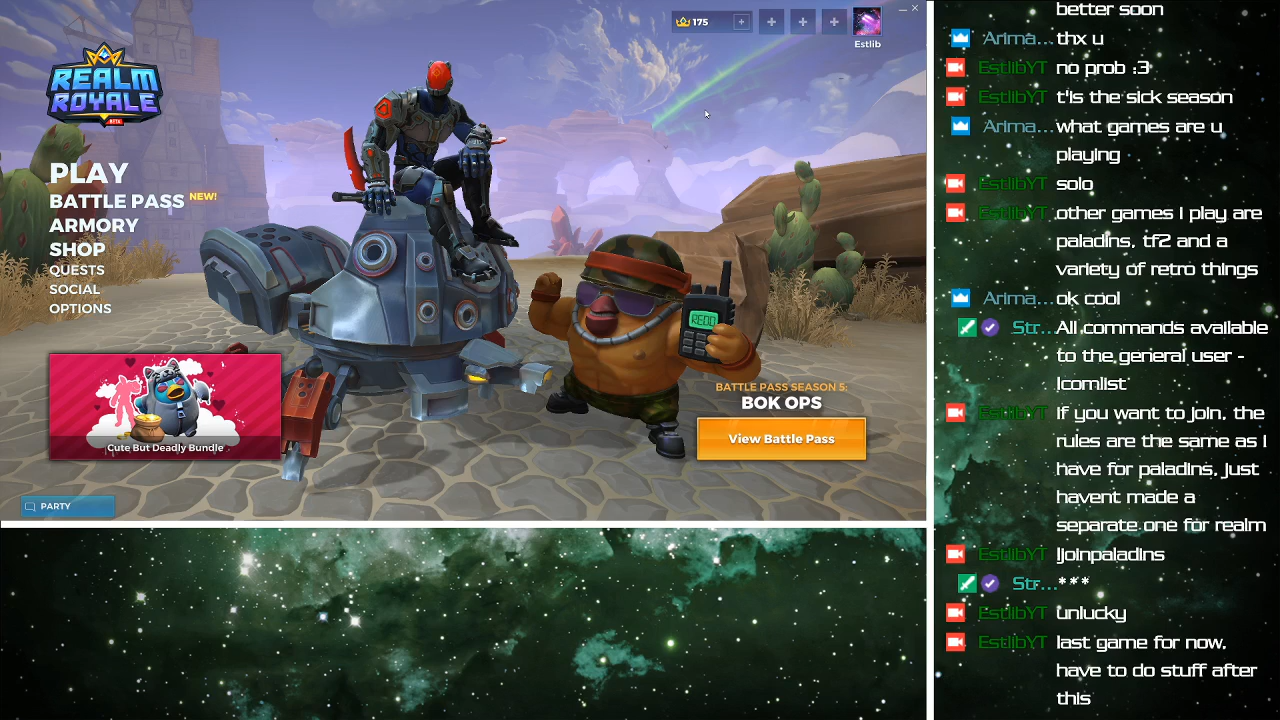 175
Estlib
REALM
ROYALE
BETA
PLAY
BATTLE PASS NEW!
ARMORY
SHOP
QUESTS
SOCIAL
OPTIONS
REDD
BATTLE PASS SEASON 5:
BOK OPS
View Battle Pass
Cute But Deadly Bundle
PARTY
better soon
Arima... thx u
EstlibYT no prob :3
EstlibYT t'is the sick season
Arima... what games are u
playing
EstlibYT solo
EstlibYT other games I play are
paladins, tf2 and a
variety of retro things
Arima... ok cool
Str... All commands available
to the general user -
!comlist
EstlibYT if you want to join, the
rules are the same as I
have for paladins, just
havent made a
separate one for realm
EstlibYT !joinpaladins
Str... ***
EstlibYT unlucky
EstlibYT last game for now,
have to do stuff after
this